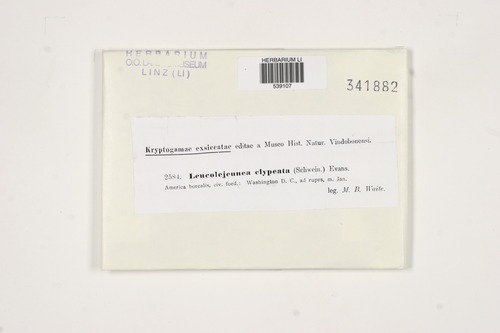 HERBARIUM
O.Ö. LANDESMUSEUM
LINZ (LI)
HERBARIUM LI
539107
341882
Kryptogamae exsiccatae editae a Museo Hist. Natur. Vindobonensi.
2584. Leucolejeunea clypeata (Schwein.) Evans.
America borealis, civ. foed.: Washington D. C., ad rupes, m. Jan.
leg. M. B. Waite.